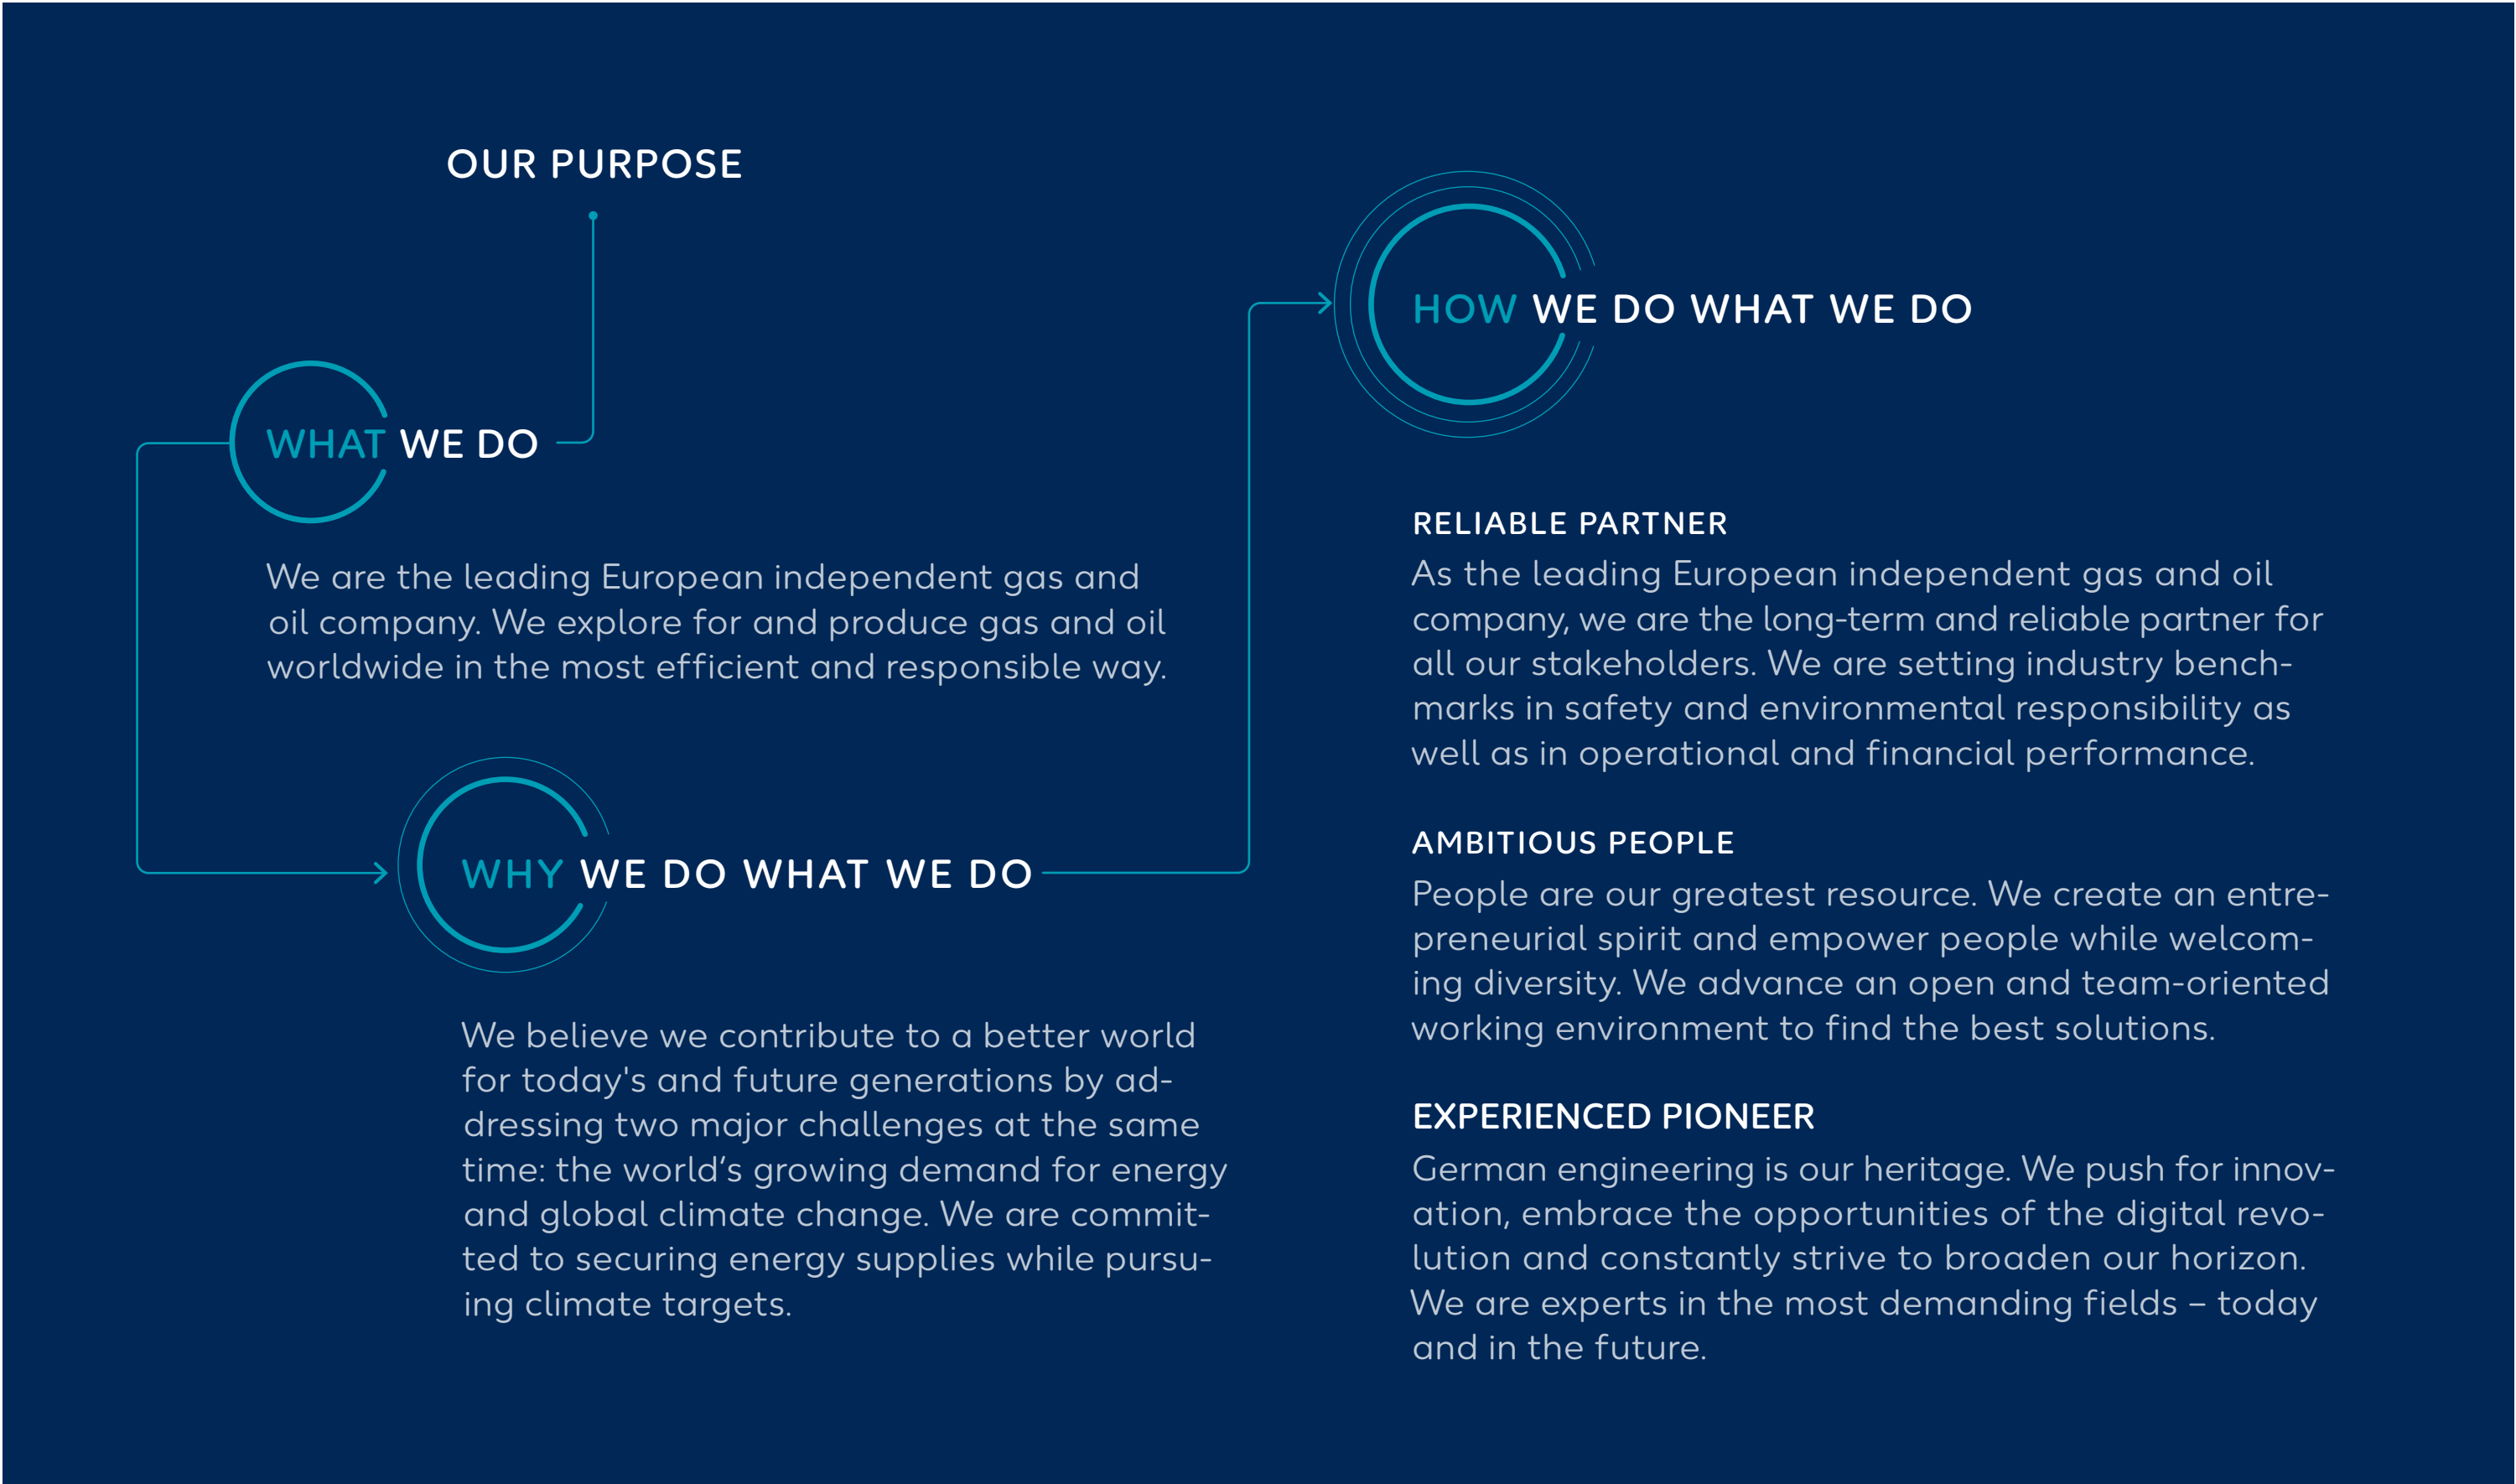 OUR PURPOSE
WHAT WE DO
We are the leading European independent gas and
oil company. We explore for and produce gas and oil
worldwide in the most efficient and responsible way.
WHY WE DO WHAT WE DO
We believe we contribute to a better world
for today's and future generations by ad-
dressing two major challenges at the same
time: the world’s growing demand for energy
and global climate change. We are commit-
ted to securing energy supplies while pursu-
ing climate targets.
HOW WE DO WHAT WE DO
RELIABLE PARTNER
As the leading European independent gas and oil
company, we are the long-term and reliable partner for
all our stakeholders. We are setting industry bench-
marks in safety and environmental responsibility as
well as in operational and financial performance.
AMBITIOUS PEOPLE
People are our greatest resource. We create an entre-
preneurial spirit and empower people while welcom-
ing diversity. We advance an open and team-oriented
working environment to find the best solutions.
EXPERIENCED PIONEER
German engineering is our heritage. We push for innov-
ation, embrace the opportunities of the digital revo-
lution and constantly strive to broaden our horizon.
We are experts in the most demanding fields – today
and in the future.